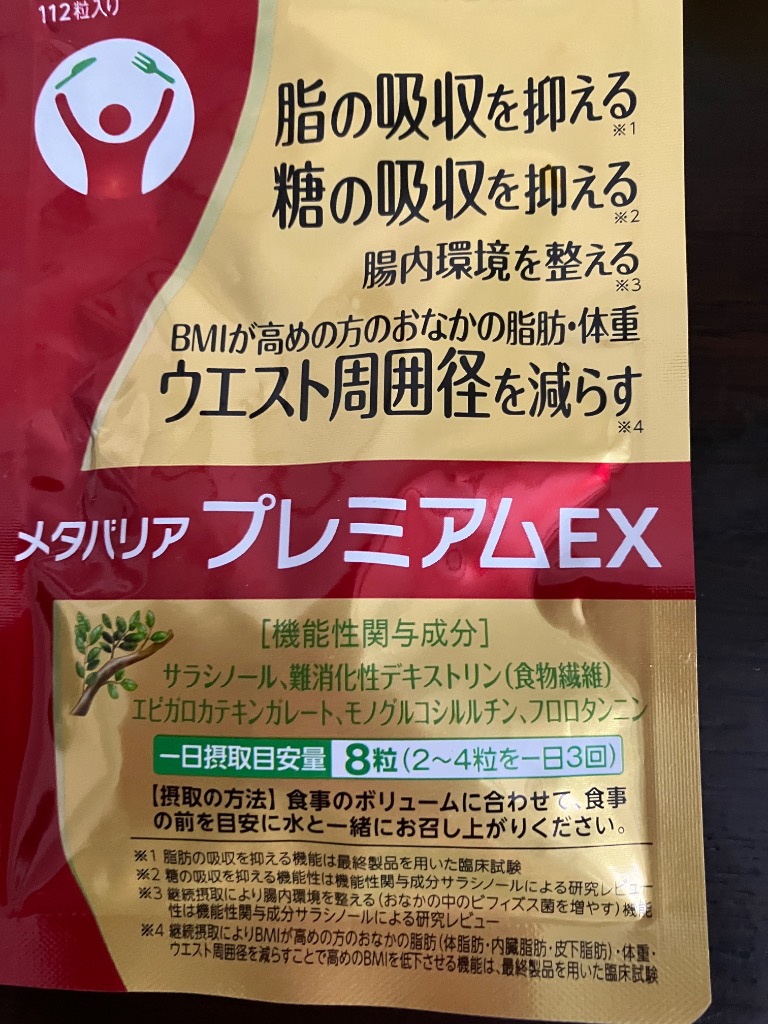 112粒入り
脂の吸収を抑える
※1
糖の吸収を抑える
※2
腸内環境を整える
※3
BMIが高めの方のおなかの脂肪・体重
ウエスト周囲径を減らす
※4
メタバリア プレミアムEX
[機能性関与成分]
サラシノール、難消化性デキストリン(食物繊維)
エピガロカテキンガレート、モノグルコシルルチン、フロロタンニン
一日摂取目安量 8粒(2〜4粒を一日3回)
【摂取の方法】食事のボリュームに合わせて、食事
の前を目安に水と一緒にお召し上がりください。
※1 脂肪の吸収を抑える機能は最終製品を用いた臨床試験
※2 糖の吸収を抑える機能性は機能性関与成分サラシノールによる研究レビュー
※3 継続摂取により腸内環境を整える(おなかの中のビフィズス菌を増やす)機能
性は機能性関与成分サラシノールによる研究レビュー
※4 継続摂取によりBMIが高めの方のおなかの脂肪(体脂肪・内臓脂肪・皮下脂肪)・体重・
ウエスト周囲径を減らすことで高めのBMIを低下させる機能は、最終製品を用いた臨床試験